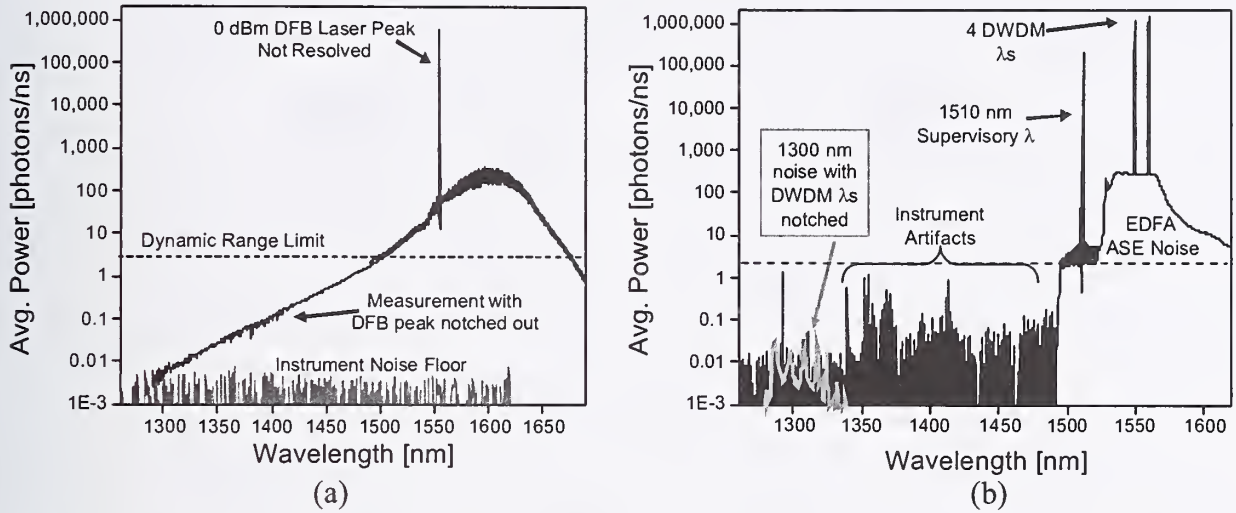 1,000,000
100,000
10,000
1,000
100
10
1
0.1
0.01
1E-3
Avg. Power [photons/ns]
0 dBm DFB Laser Peak
Not Resolved
Dynamic Range Limit
Measurement with
DFB peak notched out
Instrument Noise Floor
1300 1350 1400 1450 1500 1550 1600 1650
Wavelength [nm]
(a)
1,000,000
100,000
10,000
1,000
100
10
1
0.1
0.01
1E-3
Avg. Power [photons/ns]
4 DWDM
λs
1510 nm
Supervisory λ
1300 nm
noise with
DWDM λs
notched
Instrument
Artifacts
EDFA
ASE Noise
1300 1400 1500 1550 1600
Wavelength [nm]
(b)